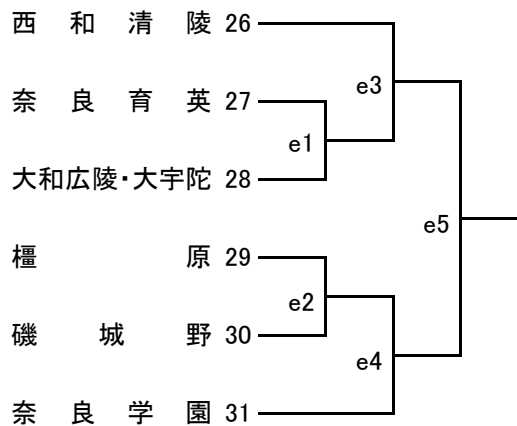 西和清陵 26
e3
奈良育英 27
e1
大和広陵・大宇陀 28
e5
橿原 29
e2
磯城野 30
e4
奈良学園 31